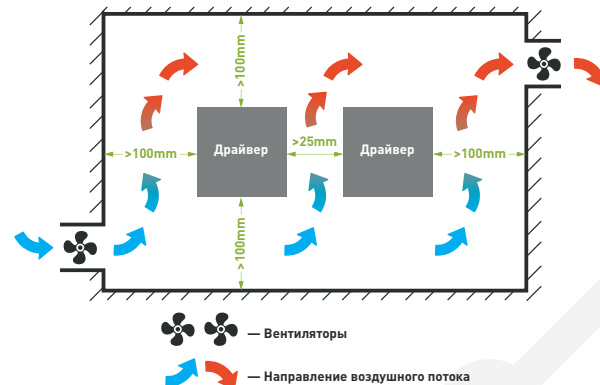 >100mm
Драйвер
Драйвер
>100mm
>25mm
>100mm
>100mm
— Вентиляторы
— Направление воздушного потока